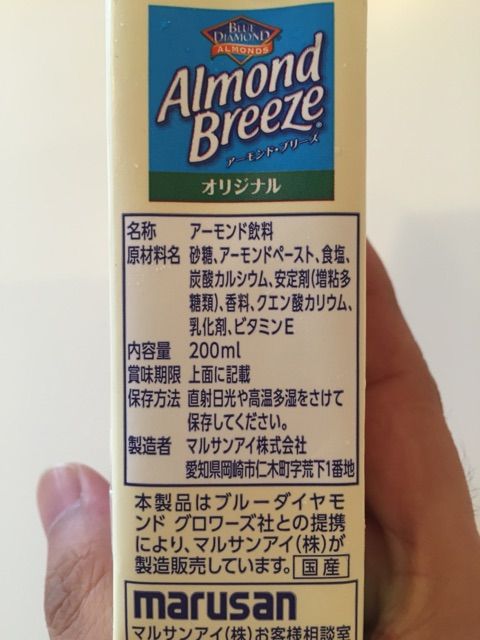 BLUE
DIAMOND
ALMONDS
Almond
Breeze®
アーモンド・ブリーズ
オリジナル
名称 アーモンド飲料
原材料名 砂糖、アーモンドペースト、食塩、
炭酸カルシウム、安定剤(増粘多
糖類)、香料、クエン酸カリウム、
乳化剤、ビタミンE
内容量 200ml
賞味期限 上面に記載
保存方法 直射日光や高温多湿をさけて
保存してください。
製造者 マルサンアイ株式会社
愛知県岡崎市仁木町字荒下1番地
本製品はブルーダイヤモ
ンド グロワーズ社との提携
により、マルサンアイ(株)が
製造販売しています。 国産
marusan
マルサンアイ(株)お客様相談室